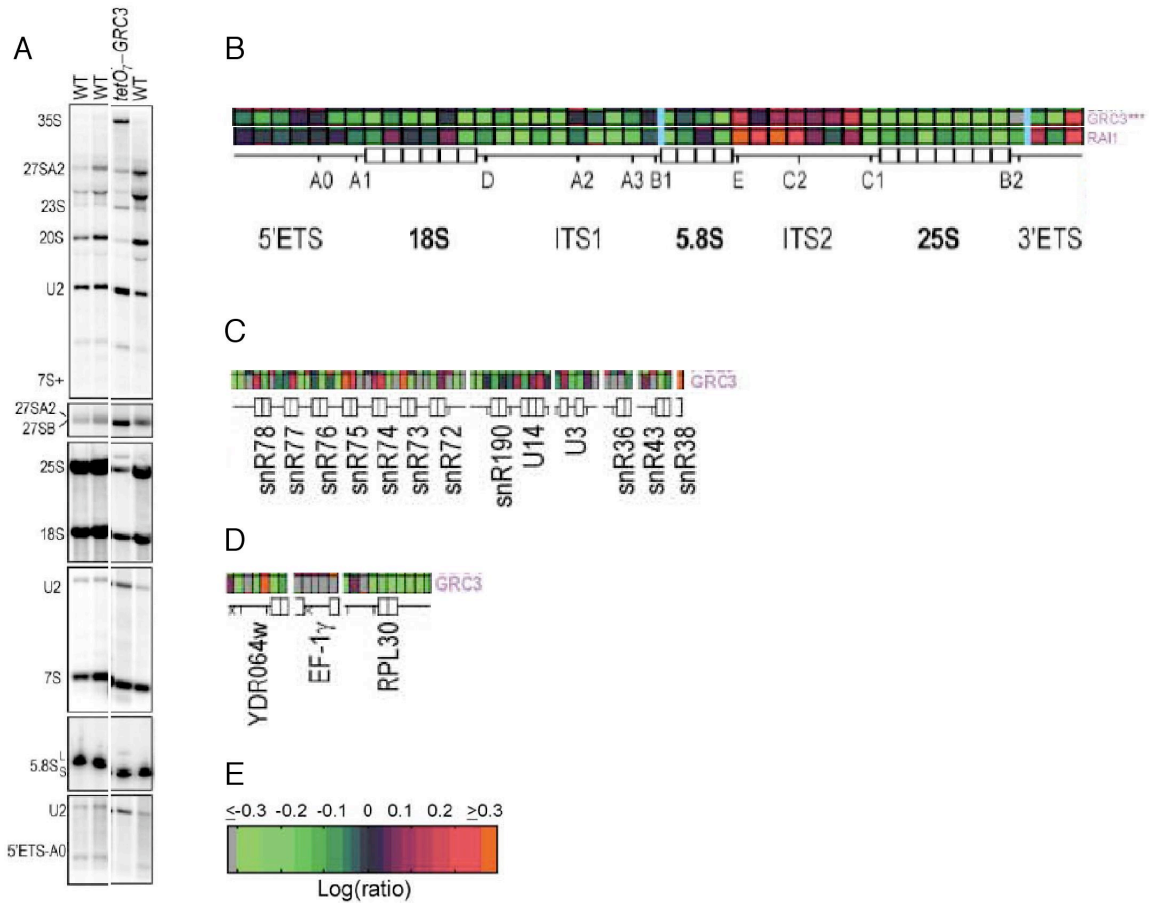 A
WT
WT
tetO7-GRC3
WT
35S
27SA2
23S
20S
U2
7S+
27SA2
27SB
25S
18S
U2
7S
5.8S L
S
U2
5'ETS-A0
B
GRC3***
RAI1
A0 A1 D A2 A3 B1 E C2 C1 B2
5'ETS 18S ITS1 5.8S ITS2 25S 3'ETS
C
GRC3
snR78
snR77
snR76
snR75
snR74
snR73
snR72
snR190
U14
U3
snR36
snR43
snR38
D
GRC3
YDR064w
EF-1γ
RPL30
E
≤-0.3 -0.2 -0.1 0 0.1 0.2 ≥0.3
Log(ratio)